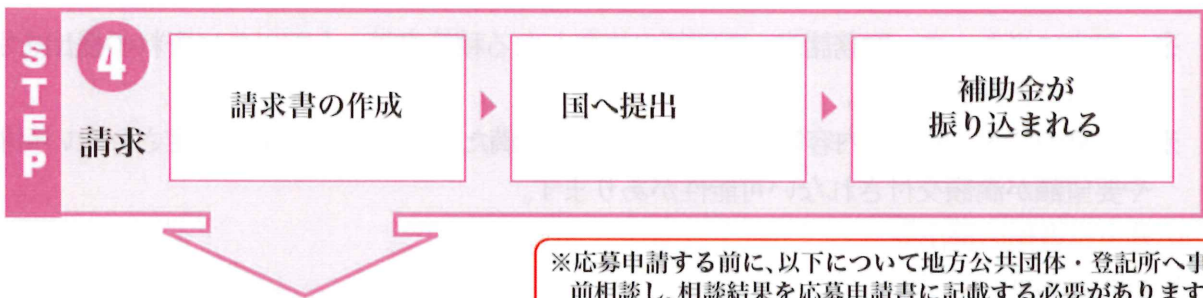 STEP
4
請求
請求書の作成
国へ提出
補助金が
振り込まれる
※応募申請する前に、以下について地方公共団体・登記所へ事
前相談し、相談結果を応募申請書に記載する必要があります